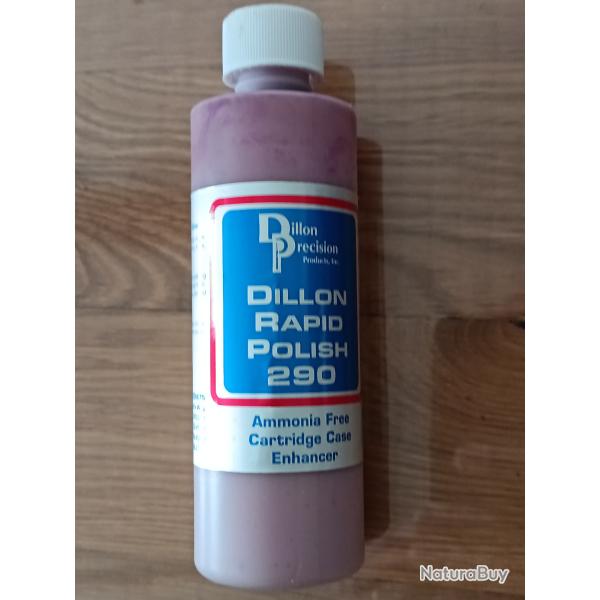 Dillon
Precision
Products, Inc.
DILLON
RAPID
POLISH
290
Ammonia Free
Cartridge Case
Enhancer
NaturaBuy